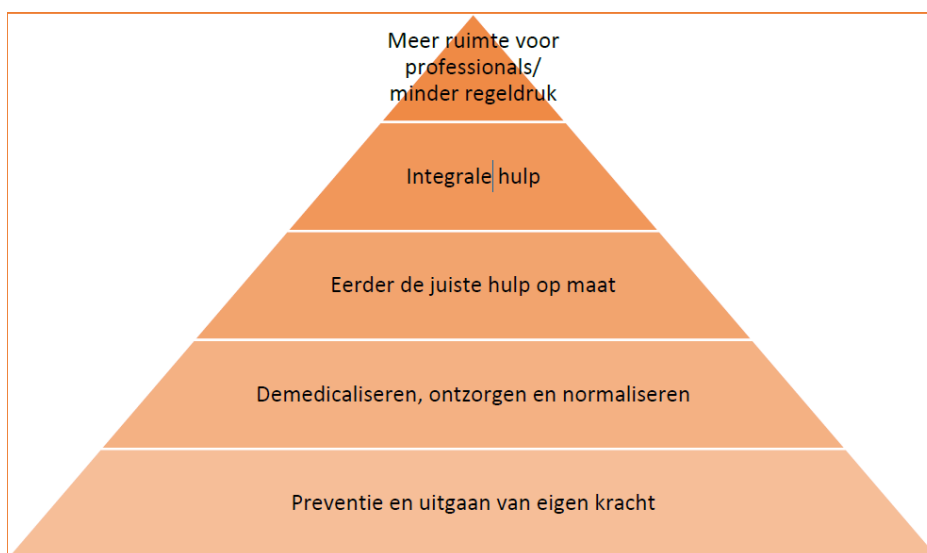 Meer ruimte voor
professionals/
minder regeldruk
Integrale hulp
Eerder de juiste hulp op maat
Demedicaliseren, ontzorgen en normaliseren
Preventie en uitgaan van eigen kracht